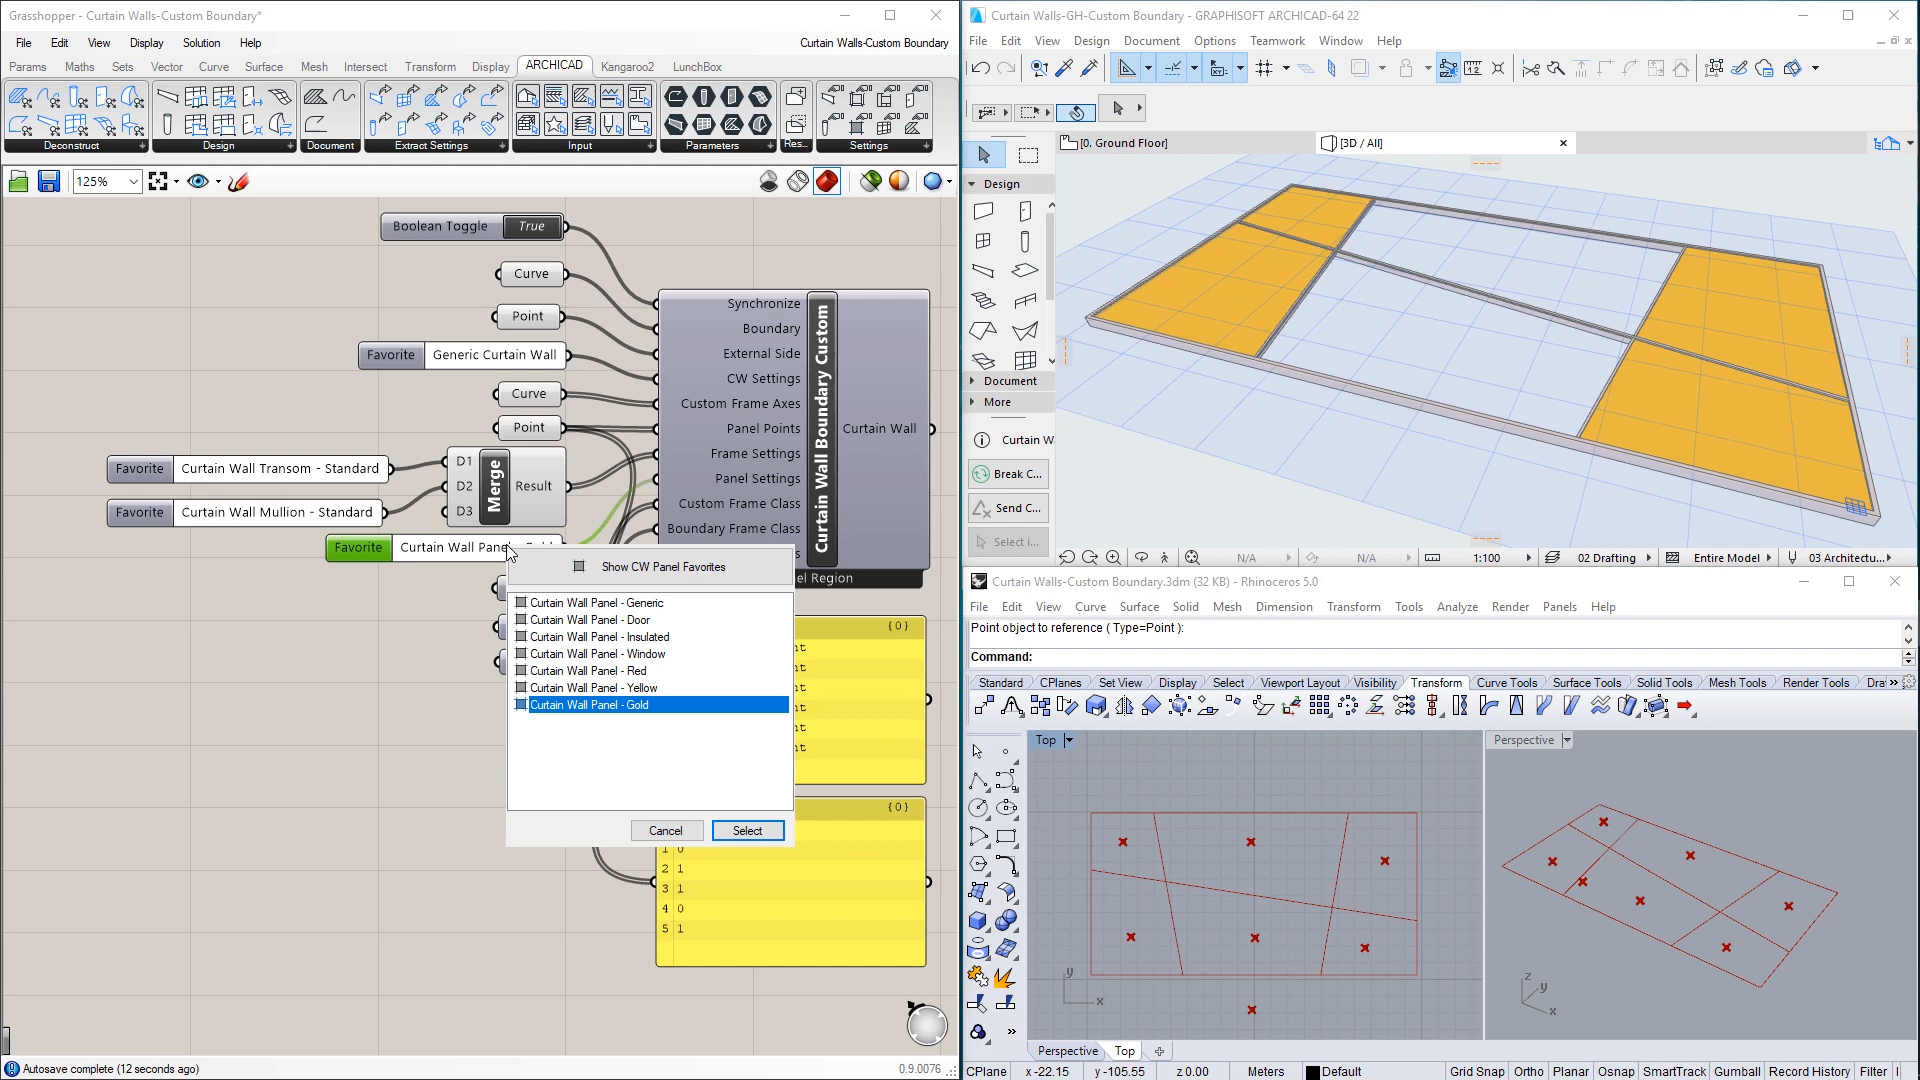 Grasshopper - Curtain Walls-Custom Boundary*
File Edit View Display Solution Help
Curtain Walls-Custom Boundary
Params Maths Sets Vector Curve Surface Mesh Intersect Transform Display ARCHICAD Kangaroo2 LunchBox
Deconstruct Design Document Extract Settings Input Parameters Res... Settings
125%
Boolean Toggle True
Curve
Point
Favorite Generic Curtain Wall
Curve
Point
Favorite Curtain Wall Transom - Standard
Favorite Curtain Wall Mullion - Standard
D1
D2
D3
Merge
Result
Favorite Curtain Wall Pane
Synchronize
Boundary
External Side
CW Settings
Custom Frame Axes
Panel Points
Frame Settings
Panel Settings
Custom Frame Class
Boundary Frame Class
s
Curtain Wall Boundary Custom
Curtain Wall
el Region
Show CW Panel Favorites
Curtain Wall Panel - Generic
Curtain Wall Panel - Door
Curtain Wall Panel - Insulated
Curtain Wall Panel - Window
Curtain Wall Panel - Red
Curtain Wall Panel - Yellow
Curtain Wall Panel - Gold
Cancel Select
{0}
t
t
t
t
t
t
{0}
1 0
2 1
3 1
4 0
5 1
Autosave complete (12 seconds ago)
0.9.0076
Curtain Walls-GH-Custom Boundary - GRAPHISOFT ARCHICAD-64 22
File Edit View Design Document Options Teamwork Window Help
[0. Ground Floor]
[3D / All]
Design
Document
More
Curtain W
Break C...
Send C...
Select i...
N/A N/A 1:100 02 Drafting Entire Model 03 Architectu...
Curtain Walls-Custom Boundary.3dm (32 KB) - Rhinoceros 5.0
File Edit View Curve Surface Solid Mesh Dimension Transform Tools Analyze Render Panels Help
Point object to reference ( Type=Point ):
Command:
Standard CPlanes Set View Display Select Viewport Layout Visibility Transform Curve Tools Surface Tools Solid Tools Mesh Tools Render Tools Dra »
Top
y
x
Perspective
z
y
x
»
Perspective Top
CPlane x -22.15 y -105.55 z 0.00 Meters Default Grid Snap Ortho Planar Osnap SmartTrack Gumball Record History Filter